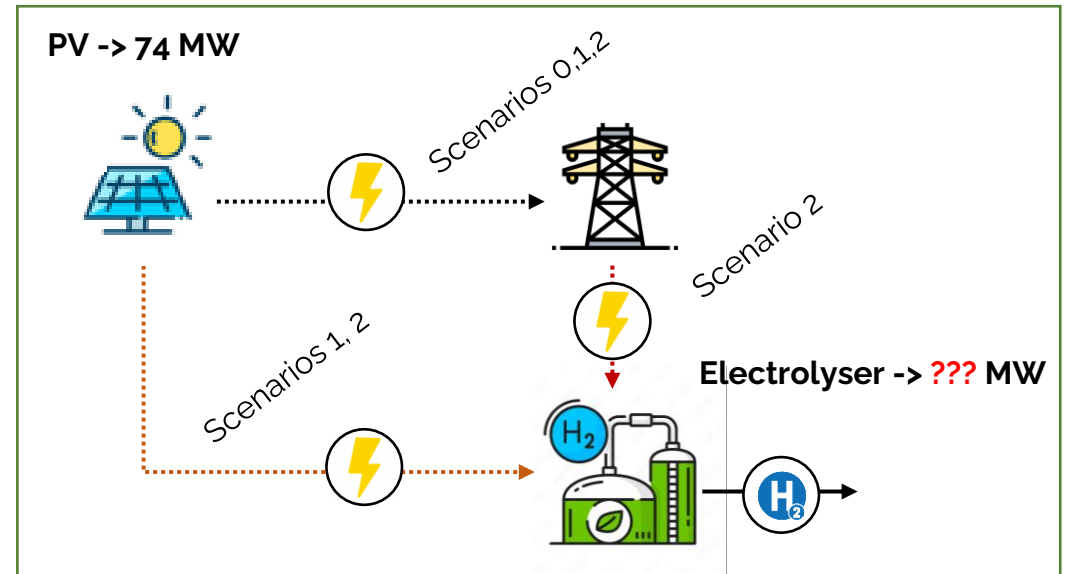 PV -> 74 MW
Scenarios 0,1,2
Scenario 2
Scenarios 1, 2
Electrolyser -> ??? MW
H2
H2